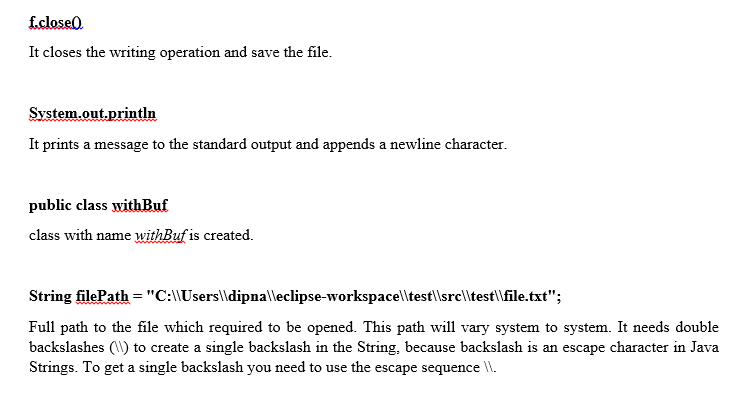 f.close()
It closes the writing operation and save the file.
System.out.println
It prints a message to the standard output and appends a newline character.
public class withBuf
class with name withBuf is created.
String filePath = "C:\\Users\\dipna\\eclipse-workspace\\test\\src\\test\\file.txt";
Full path to the file which required to be opened. This path will vary system to system. It needs double
backslashes (\\) to create a single backslash in the String, because backslash is an escape character in Java
Strings. To get a single backslash you need to use the escape sequence \\.